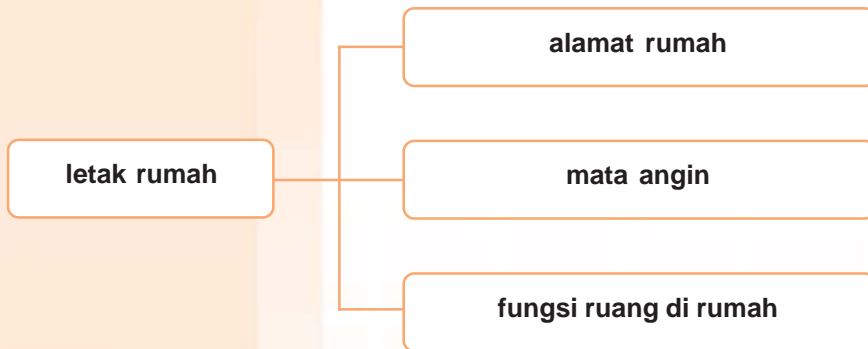 alamat rumah
letak rumah
mata angin
fungsi ruang di rumah